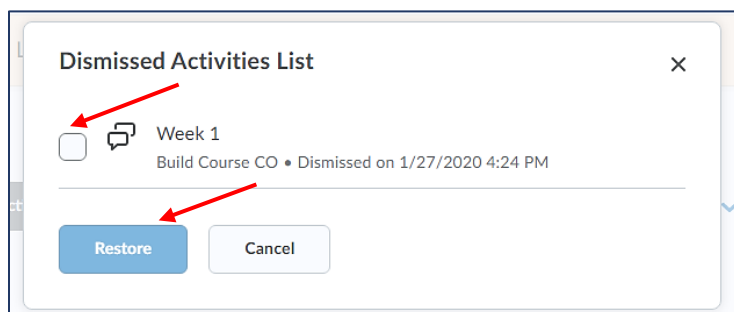 Dismissed Activities List
Week 1
Build Course CO • Dismissed on 1/27/2020 4:24 PM
Restore
Cancel